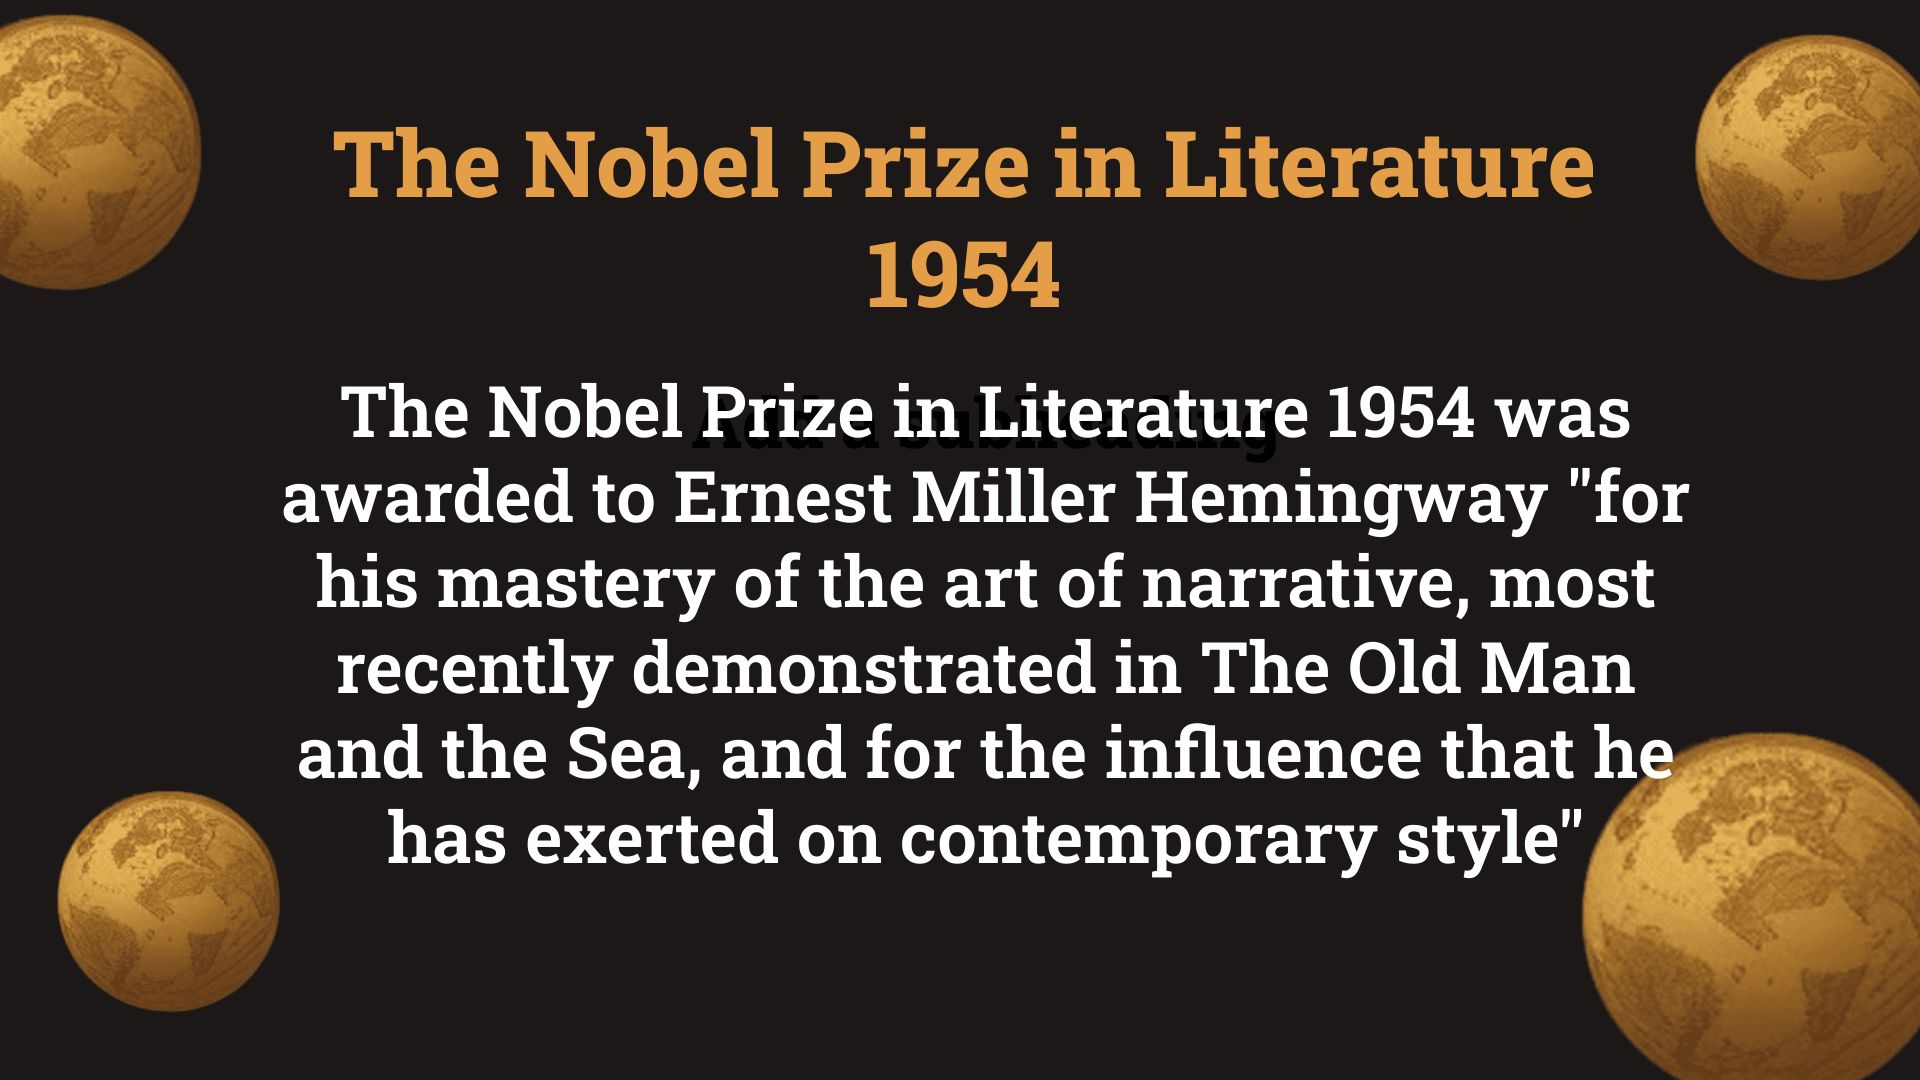 The Nobel Prize in Literature
1954
Add a subheading
The Nobel Prize in Literature 1954 was
awarded to Ernest Miller Hemingway "for
his mastery of the art of narrative, most
recently demonstrated in The Old Man
and the Sea, and for the influence that he
has exerted on contemporary style"